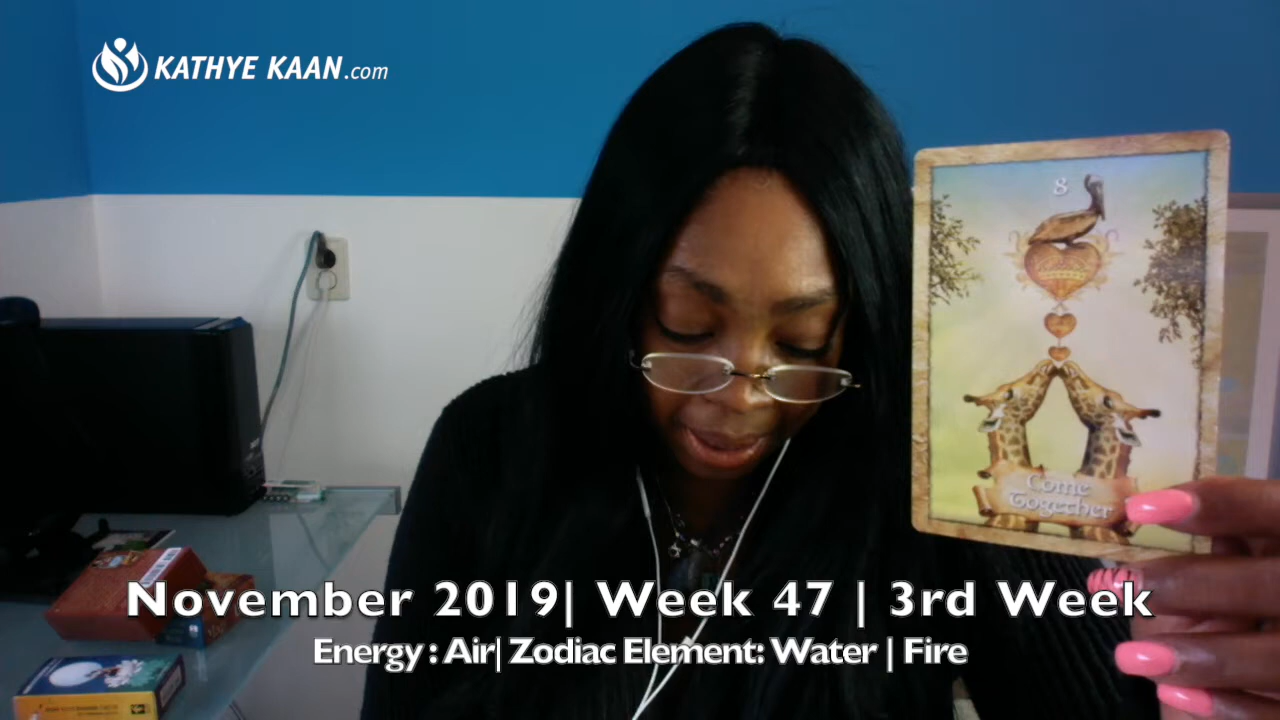 KATHYE KAAN.com
8
Come
Together
November 2019| Week 47 | 3rd Week
Energy : Air| Zodiac Element: Water | Fire